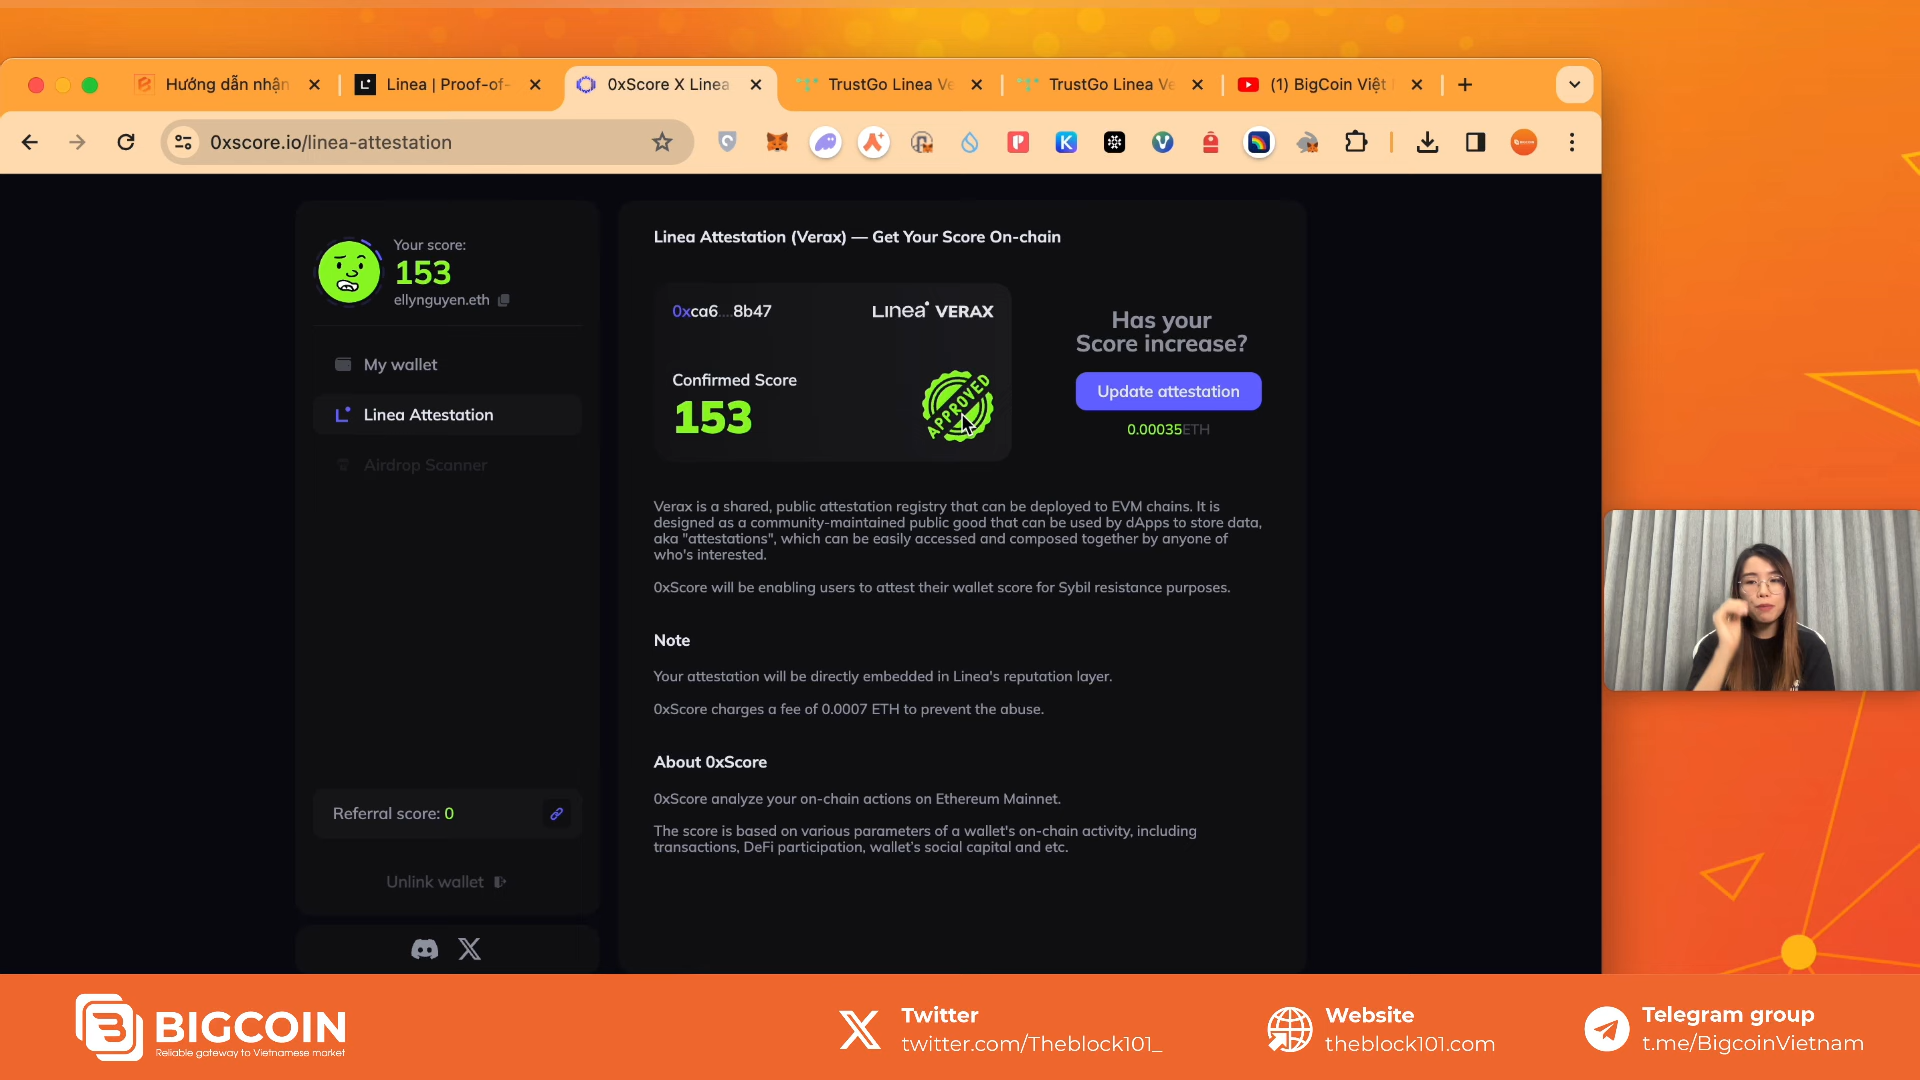 Hướng dẫn nhận
Linea | Proof-of-
0xScore X Linea
TrustGo Linea Ve
TrustGo Linea Ve
(1) BigCoin Việt
0xscore.io/linea-attestation
Your score:
153
ellynguyen.eth
My wallet
Linea Attestation
Airdrop Scanner
Referral score: 0
Unlink wallet
Linea Attestation (Verax) — Get Your Score On-chain
0xca6....8b47
Linea VERAX
Confirmed Score
153
APPROVED
Has your
Score increase?
Update attestation
0.00035ETH
Verax is a shared, public attestation registry that can be deployed to EVM chains. It is
designed as a community-maintained public good that can be used by dApps to store data,
aka "attestations", which can be easily accessed and composed together by anyone of
who's interested.
0xScore will be enabling users to attest their wallet score for Sybil resistance purposes.
Note
Your attestation will be directly embedded in Linea's reputation layer.
0xScore charges a fee of 0.0007 ETH to prevent the abuse.
About 0xScore
0xScore analyze your on-chain actions on Ethereum Mainnet.
The score is based on various parameters of a wallet's on-chain activity, including
transactions, DeFi participation, wallet's social capital and etc.
BIGCOIN
Reliable gateway to Vietnamese market
Twitter
twitter.com/Theblock101_
Website
theblock101.com
Telegram group
t.me/BigcoinVietnam